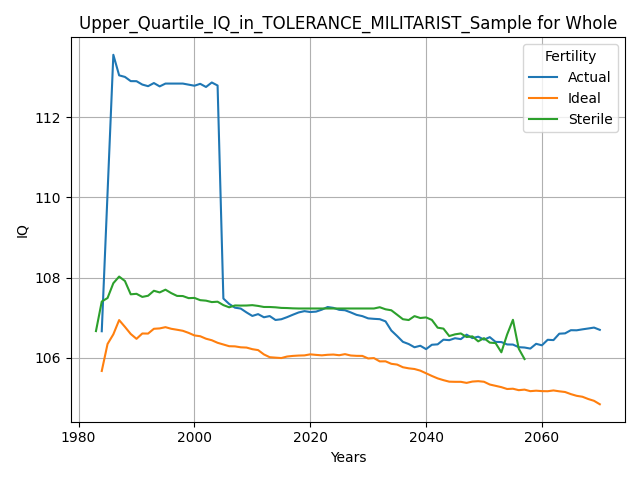 Upper_Quartile_IQ_in_TOLERANCE_MILITARIST_Sample for Whole
Fertility
Actual
Ideal
Sterile
112
110
108
106
IQ
1980
2000
2020
2040
2060
Years